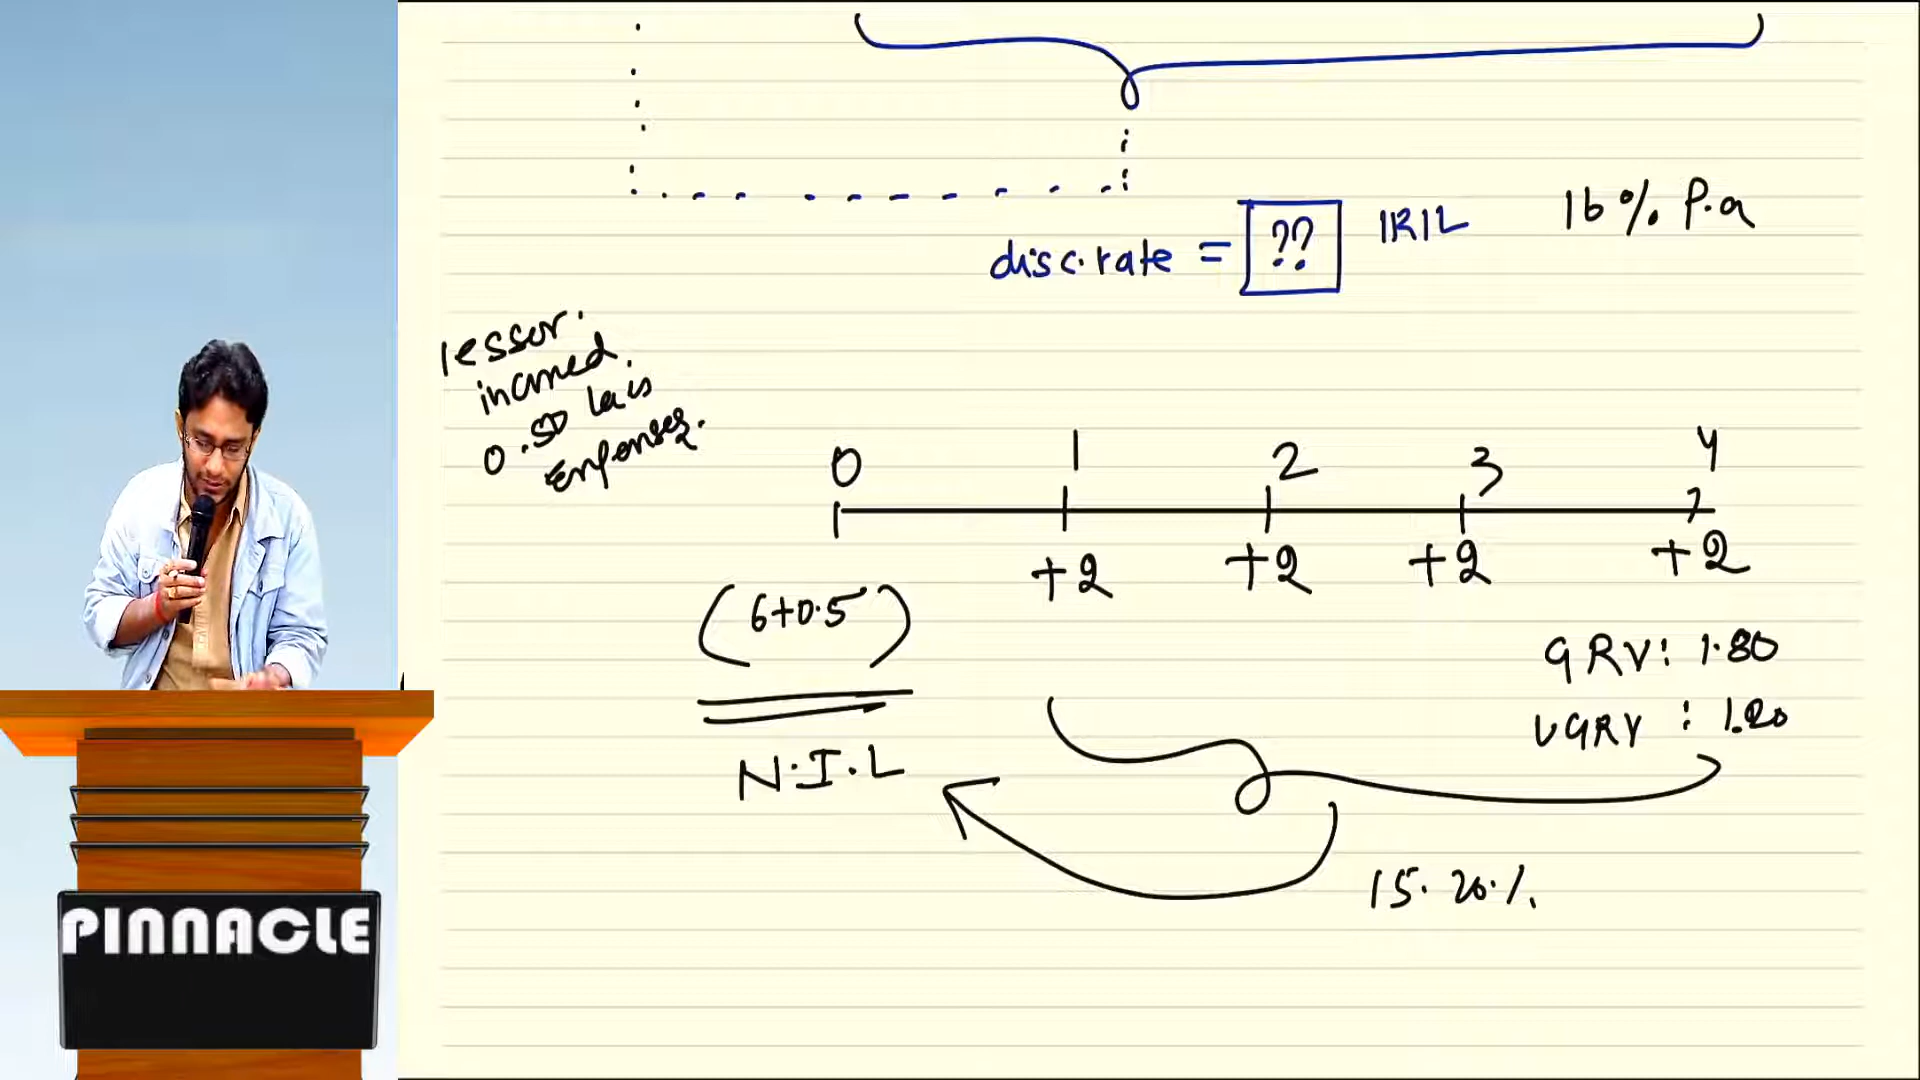 disc. rate = ?? IRIL 16% P.a
lessor
incurred
0.50 lacs
Expenses.
0 1 2 3 4
+2 +2 +2 +2
(6+0.5)
GRV: 1.80
UGRV : 1.20
N.I.L
15.20%
PINNACLE